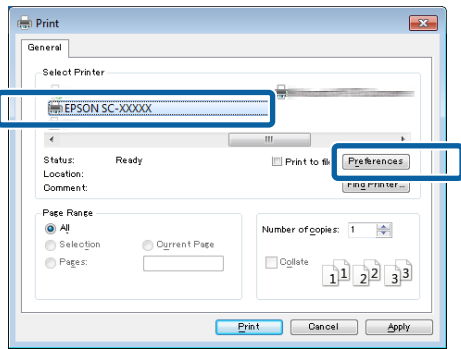 Print
General
Select Printer
EPSON SC-XXXXX
Status: Ready
Print to file
Preferences
Location:
Comment:
Find Printer...
Page Range
All
Selection
Current Page
Pages:
Number of copies: 1
Collate
1 1 2 2 3 3
Print Cancel Apply